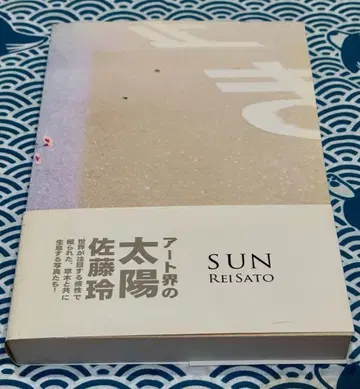 アート界の
太陽
佐藤玲
世界が注目する感性で
撮られた、草木と共に
生息する写真たち！
SUN
REI SATO